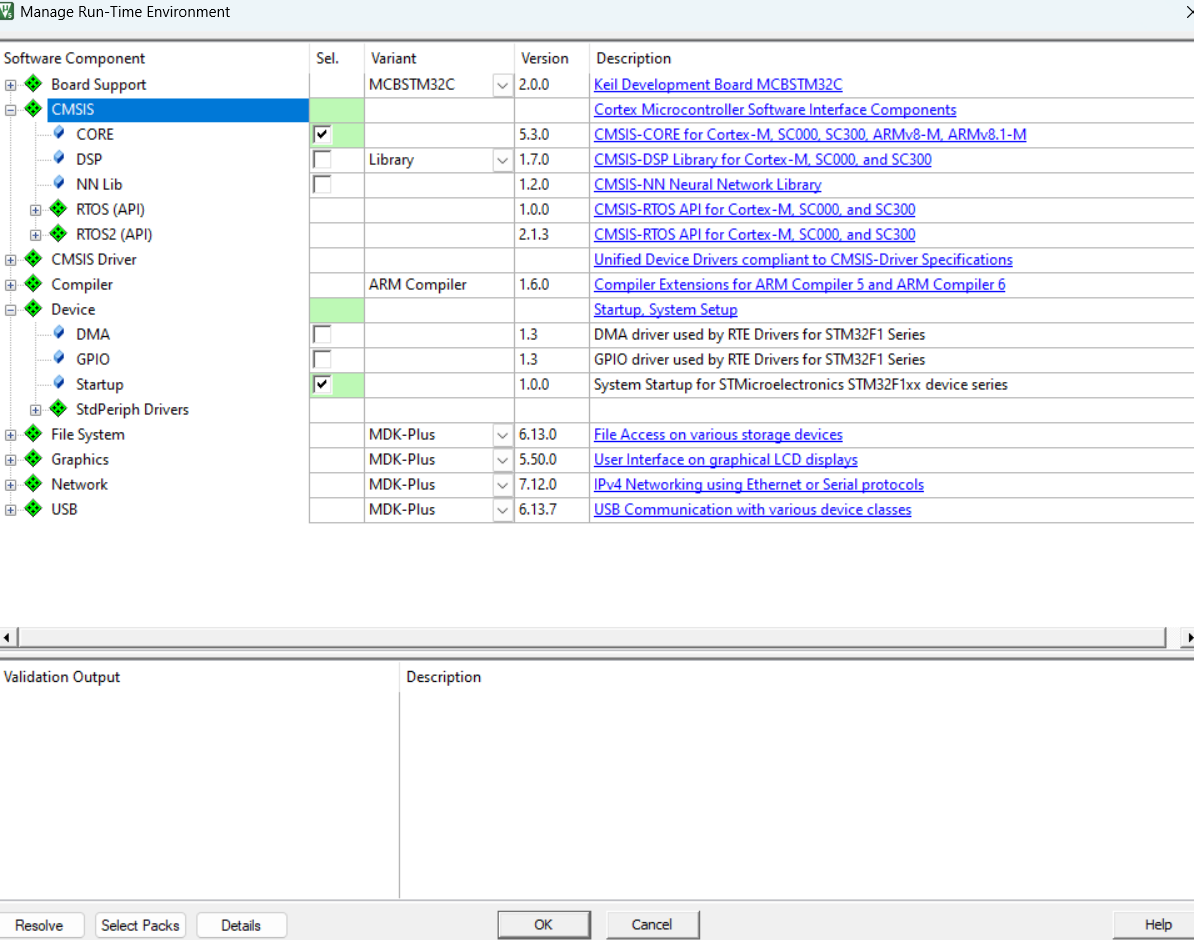 Manage Run-Time Environment
Software Component Sel. Variant Version Description
Board Support MCBSTM32C 2.0.0 Keil Development Board MCBSTM32C
CMSIS Cortex Microcontroller Software Interface Components
CORE 5.3.0 CMSIS-CORE for Cortex-M, SC000, SC300, ARMv8-M, ARMv8.1-M
DSP Library 1.7.0 CMSIS-DSP Library for Cortex-M, SC000, and SC300
NN Lib 1.2.0 CMSIS-NN Neural Network Library
RTOS (API) 1.0.0 CMSIS-RTOS API for Cortex-M, SC000, and SC300
RTOS2 (API) 2.1.3 CMSIS-RTOS API for Cortex-M, SC000, and SC300
CMSIS Driver Unified Device Drivers compliant to CMSIS-Driver Specifications
Compiler ARM Compiler 1.6.0 Compiler Extensions for ARM Compiler 5 and ARM Compiler 6
Device Startup, System Setup
DMA 1.3 DMA driver used by RTE Drivers for STM32F1 Series
GPIO 1.3 GPIO driver used by RTE Drivers for STM32F1 Series
Startup 1.0.0 System Startup for STMicroelectronics STM32F1xx device series
StdPeriph Drivers
File System MDK-Plus 6.13.0 File Access on various storage devices
Graphics MDK-Plus 5.50.0 User Interface on graphical LCD displays
Network MDK-Plus 7.12.0 IPv4 Networking using Ethernet or Serial protocols
USB MDK-Plus 6.13.7 USB Communication with various device classes
Validation Output Description
Resolve Select Packs Details OK Cancel Help